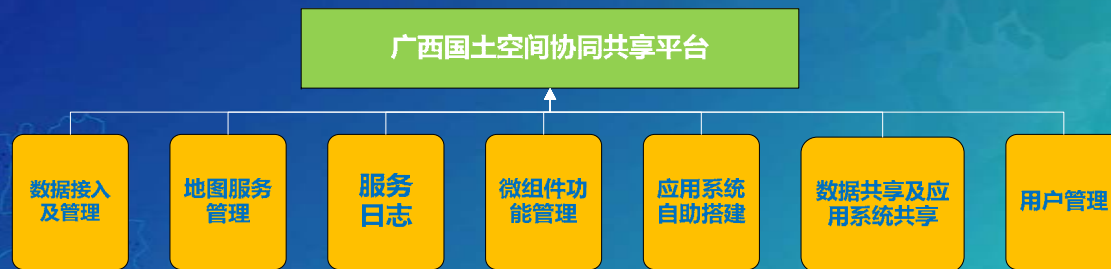 广西国土空间协同共享平台
数据接入
及管理
地图服务
管理
服务
日志
微组件功
能管理
应用系统
自助搭建
数据共享及应
用系统共享
用户管理